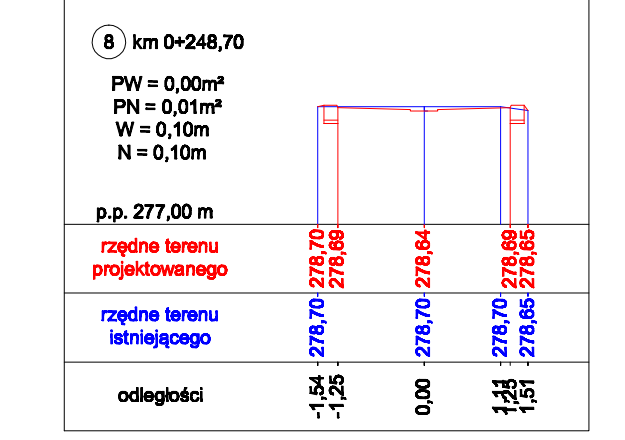 8 km 0+248,70
PW = 0,00m²
PN = 0,01m²
W = 0,10m
N = 0,10m
p.p. 277,00 m
rzędne terenu
projektowanego
278,70 278,69 278,64 278,69 278,65
rzędne terenu
istniejącego
278,70 278,70 278,70 278,65
odległości
-1,54 -1,25 0,00 1,11 1,25 1,51